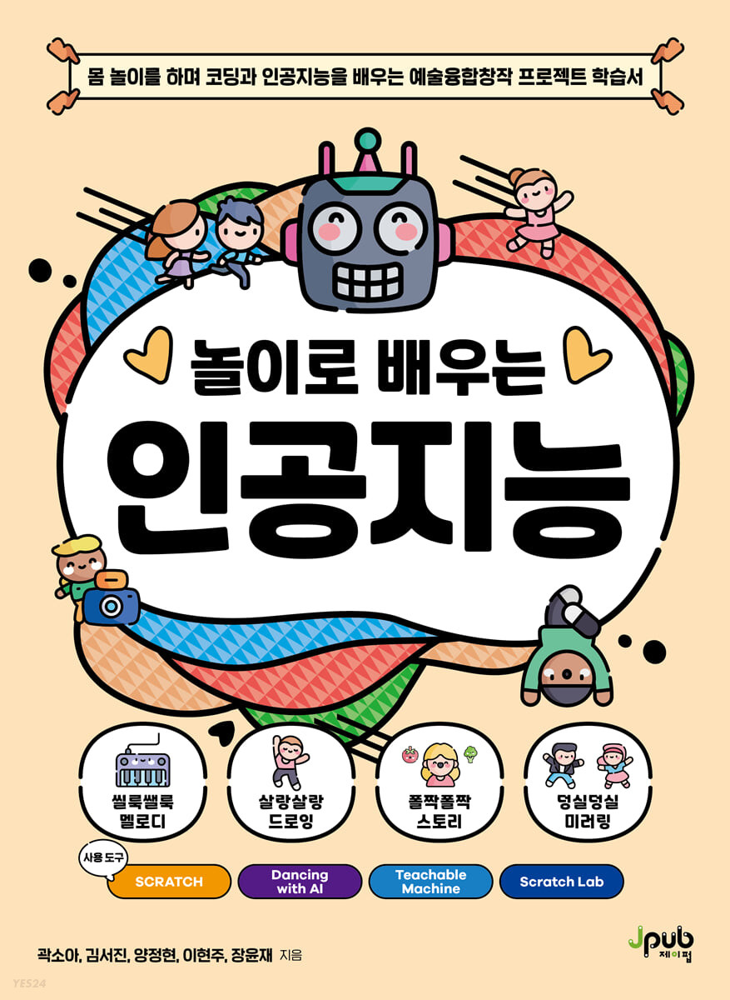 몸 놀이를 하며 코딩과 인공지능을 배우는 예술융합창작 프로젝트 학습서
놀이로 배우는
인공지능
씰룩쌜룩
멜로디
살랑살랑
드로잉
폴짝폴짝
스토리
덩실덩실
미러링
사용 도구
SCRATCH
Dancing
with AI
Teachable
Machine
Scratch Lab
곽소아, 김서진, 양정현, 이현주, 장윤재 지음
Jpub
제이펍
YES24